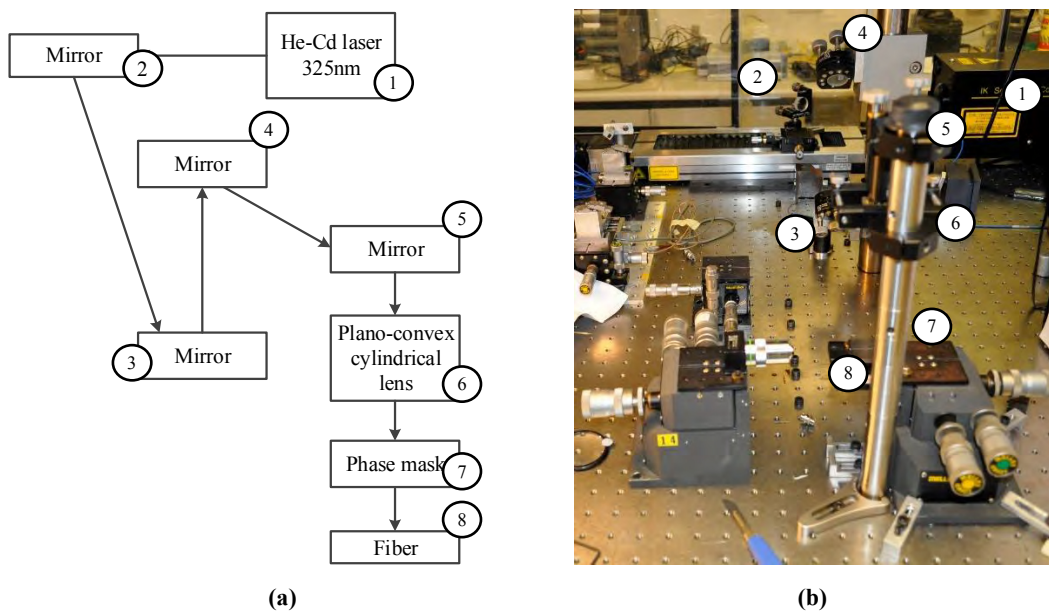 He-Cd laser
325nm
1
Mirror
2
4
Mirror
5
Mirror
3
Mirror
Plano-convex
cylindrical
lens
6
Phase mask
7
8
Fiber
(a)
4
2
1
IK
5
3
6
7
8
14
(b)